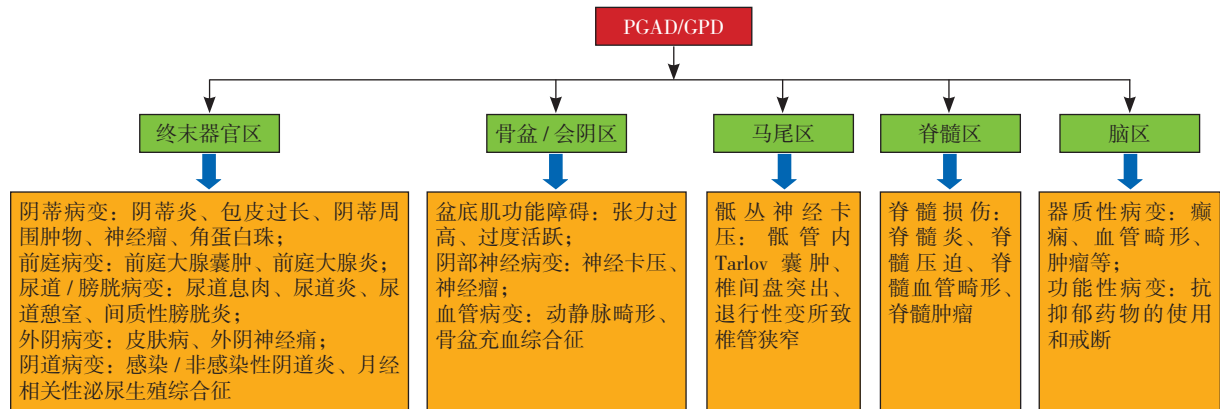 PGAD/GPD
终末器官区
骨盆 / 会阴区
马尾区
脊髓区
脑区
阴蒂病变：阴蒂炎、包皮过长、阴蒂周
围肿物、神经瘤、角蛋白珠；
前庭病变：前庭大腺囊肿、前庭大腺炎；
尿道 / 膀胱病变：尿道息肉、尿道炎、尿
道憩室、间质性膀胱炎；
外阴病变：皮肤病、外阴神经痛；
阴道病变：感染 / 非感染性阴道炎、月经
相关性泌尿生殖综合征
盆底肌功能障碍：张力过
高、过度活跃；
阴部神经病变：神经卡压、
神经瘤；
血管病变：动静脉畸形、
骨盆充血综合征
骶丛神经卡
压：骶管内
Tarlov 囊肿、
椎间盘突出、
退行性变所致
椎管狭窄
脊髓损伤：
脊髓炎、脊
髓压迫、脊
髓血管畸形、
脊髓肿瘤
器质性病变：癫
痫、血管畸形、
肿瘤等；
功能性病变：抗
抑郁药物的使用
和戒断